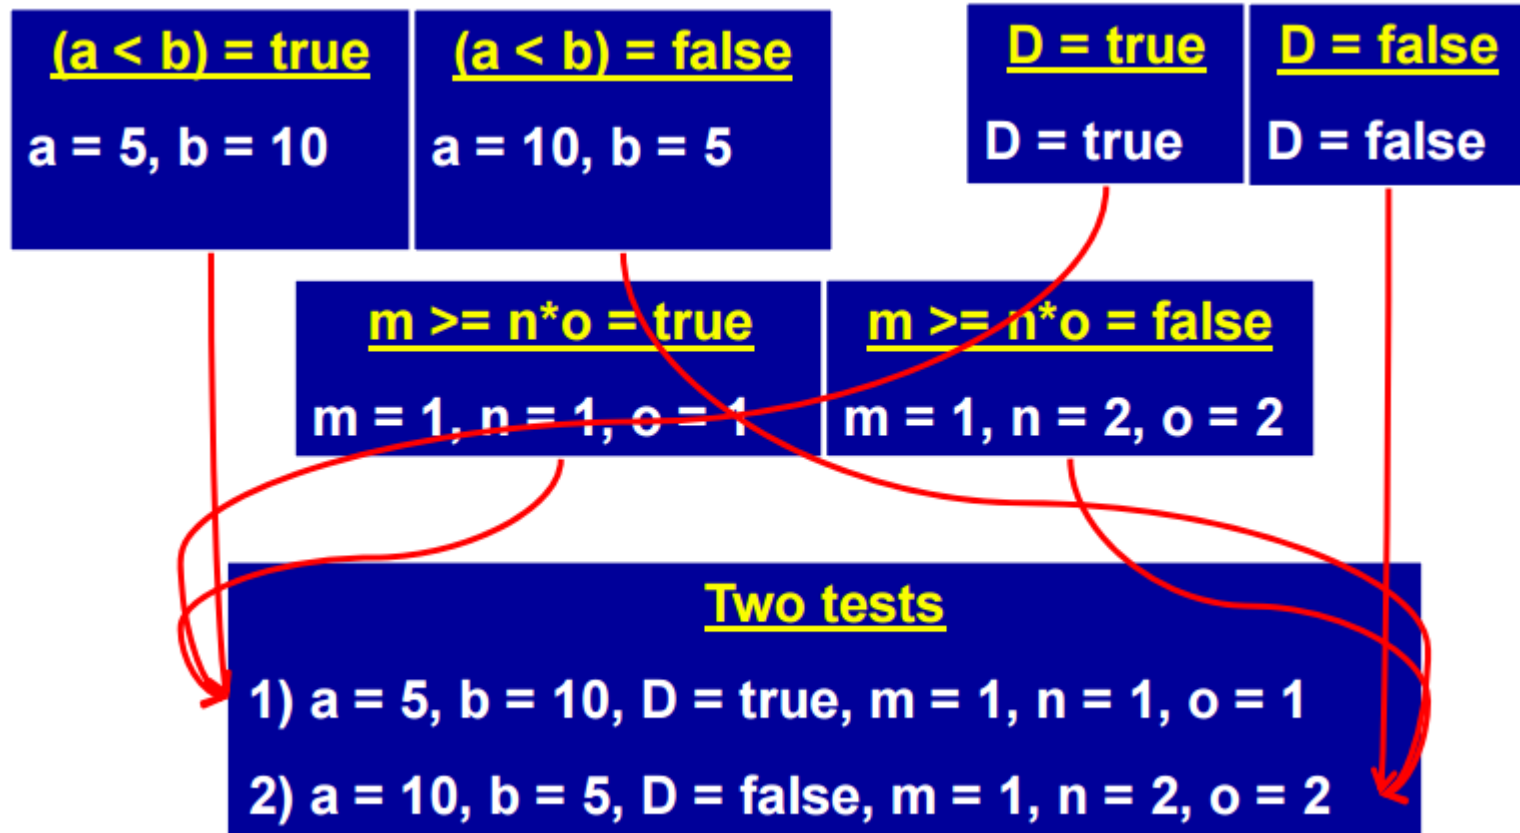 (a < b) = true
a = 5, b = 10
(a < b) = false
a = 10, b = 5
D = true
D = true
D = false
D = false
m >= n*o = true
m = 1, n = 1, o = 1
m >= n*o = false
m = 1, n = 2, o = 2
Two tests
1) a = 5, b = 10, D = true, m = 1, n = 1, o = 1
2) a = 10, b = 5, D = false, m = 1, n = 2, o = 2